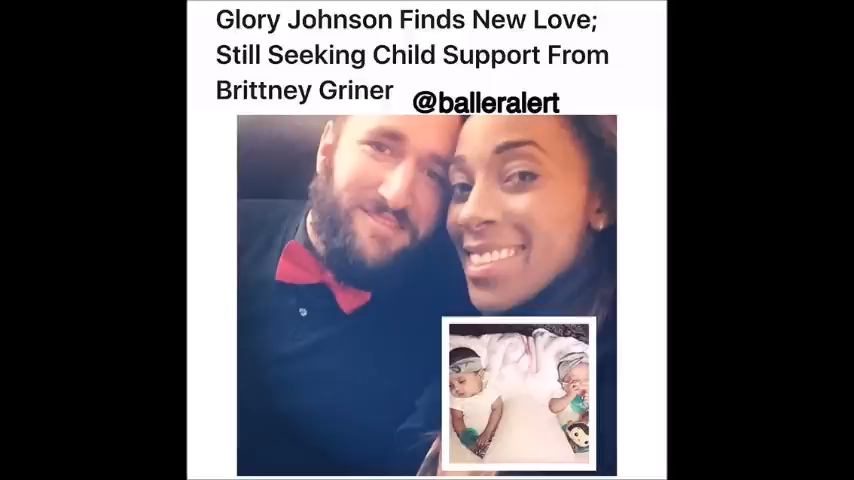 Glory Johnson Finds New Love;
Still Seeking Child Support From
Brittney Griner
@balleralert